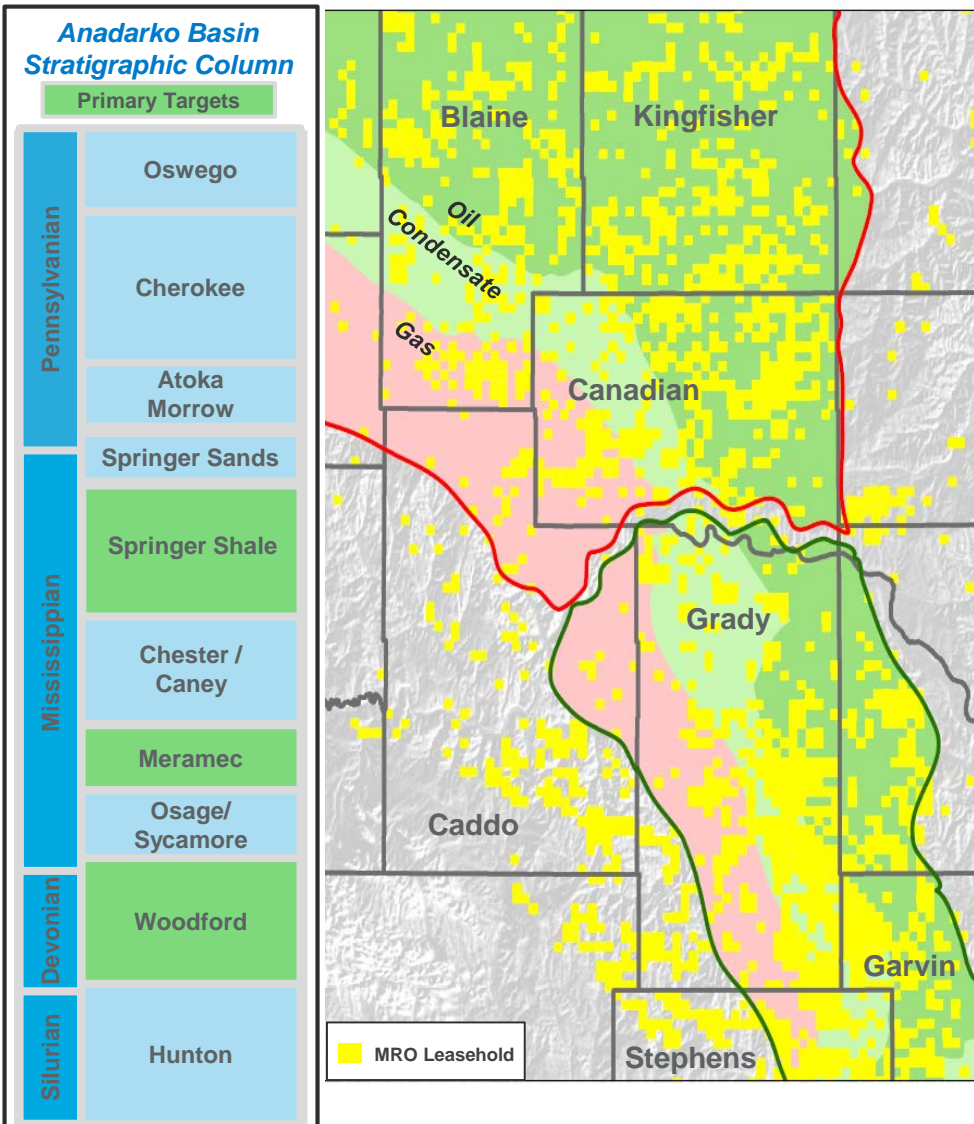 Anadarko Basin
Stratigraphic Column
Primary Targets
Pennsylvanian
Oswego
Cherokee
Atoka
Morrow
Mississippian
Springer Sands
Springer Shale
Chester /
Caney
Meramec
Osage/
Sycamore
Devonian
Woodford
Silurian
Hunton
Blaine
Kingfisher
Oil
Condensate
Gas
Canadian
Grady
Caddo
Garvin
Stephens
MRO Leasehold